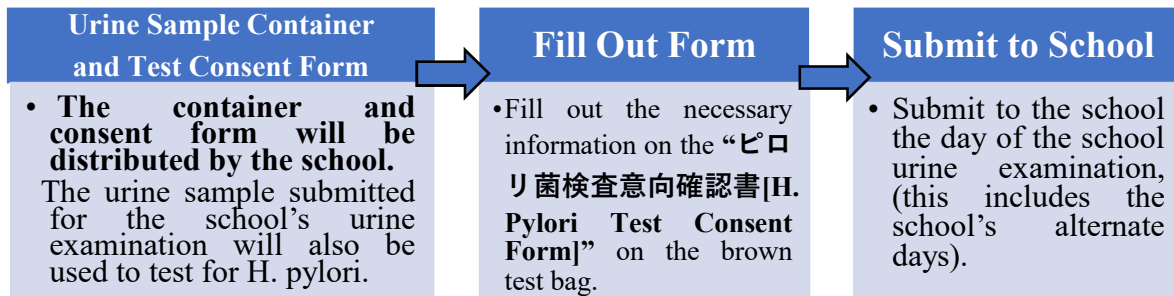 Urine Sample Container
and Test Consent Form
• The container and
consent form will be
distributed by the school.
The urine sample submitted
for the school's urine
examination will also be
used to test for H. pylori.
Fill Out Form
•Fill out the necessary
information on the “ピロ
リ菌検査意向確認書[H.
Pylori Test Consent
Form]” on the brown
test bag.
Submit to School
• Submit to the school
the day of the school
urine examination,
(this includes the
school's alternate
days).